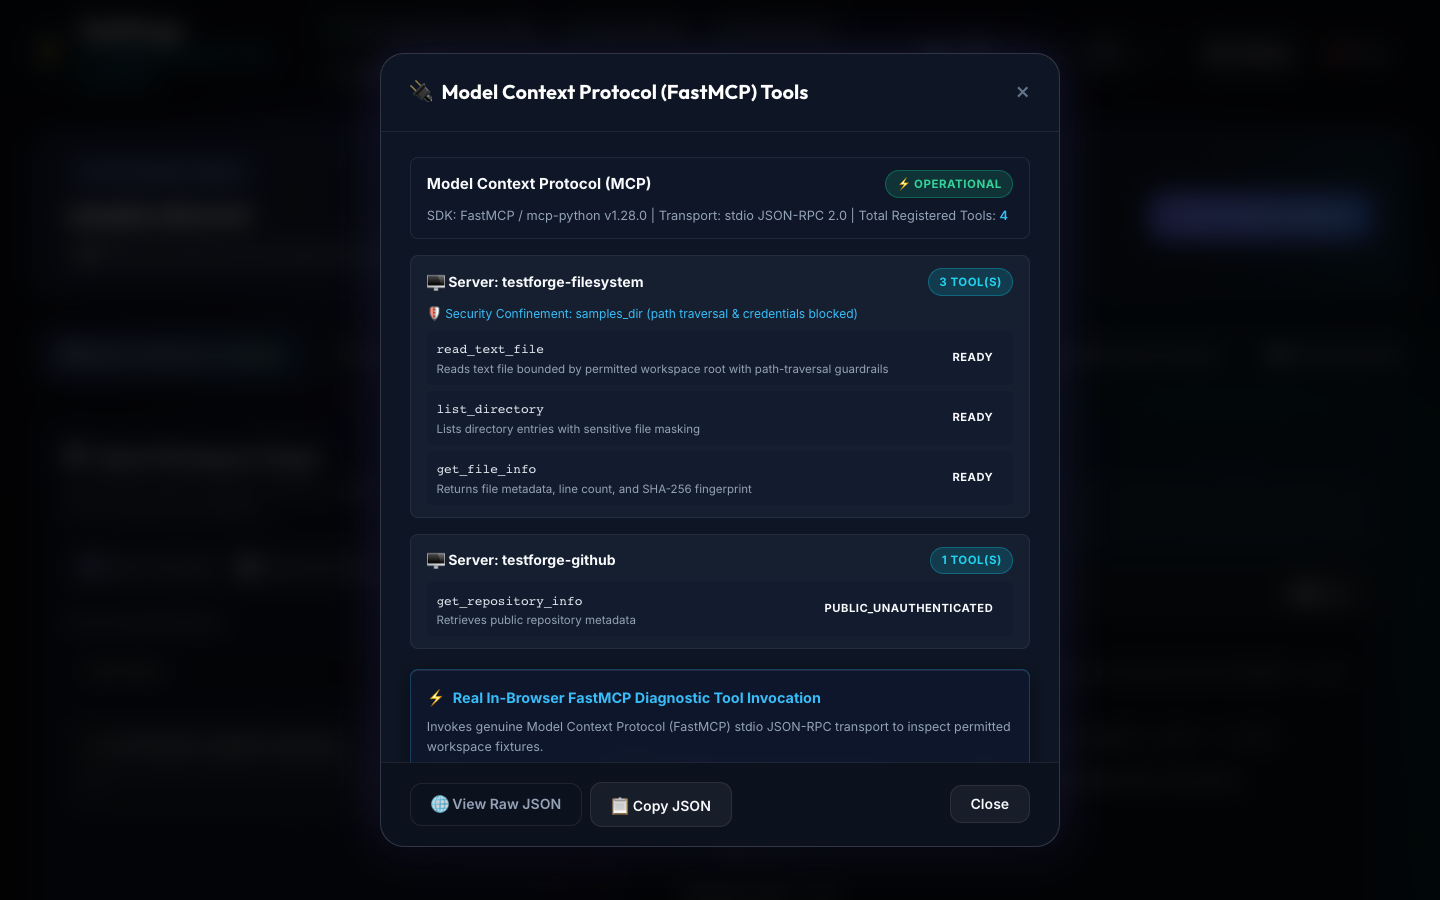 Model Context Protocol (FastMCP) Tools
×
Model Context Protocol (MCP)
⚡ OPERATIONAL
SDK: FastMCP / mcp-python v1.28.0 | Transport: stdio JSON-RPC 2.0 | Total Registered Tools: 4
Server: testforge-filesystem
3 TOOL(S)
Security Confinement: samples_dir (path traversal & credentials blocked)
read_text_file
READY
Reads text file bounded by permitted workspace root with path-traversal guardrails
list_directory
READY
Lists directory entries with sensitive file masking
get_file_info
READY
Returns file metadata, line count, and SHA-256 fingerprint
Server: testforge-github
1 TOOL(S)
get_repository_info
PUBLIC_UNAUTHENTICATED
Retrieves public repository metadata
⚡ Real In-Browser FastMCP Diagnostic Tool Invocation
Invokes genuine Model Context Protocol (FastMCP) stdio JSON-RPC transport to inspect permitted
workspace fixtures.
View Raw JSON
Copy JSON
Close